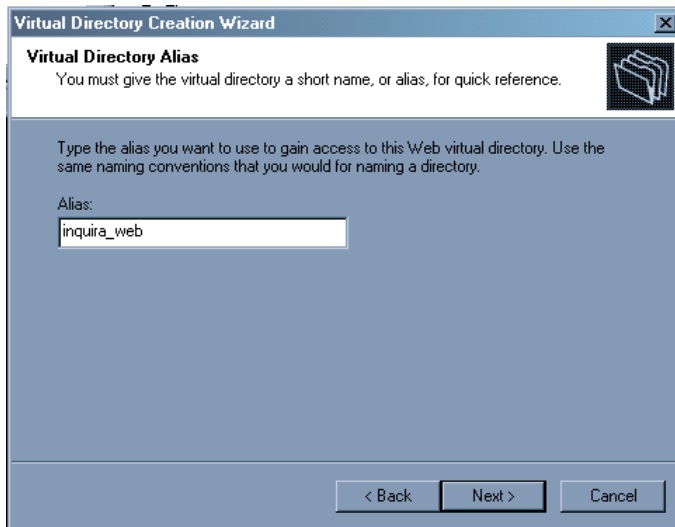 Virtual Directory Creation Wizard
Virtual Directory Alias
You must give the virtual directory a short name, or alias, for quick reference.
Type the alias you want to use to gain access to this Web virtual directory. Use the
same naming conventions that you would for naming a directory.
Alias:
inquira_web
< Back
Next >
Cancel